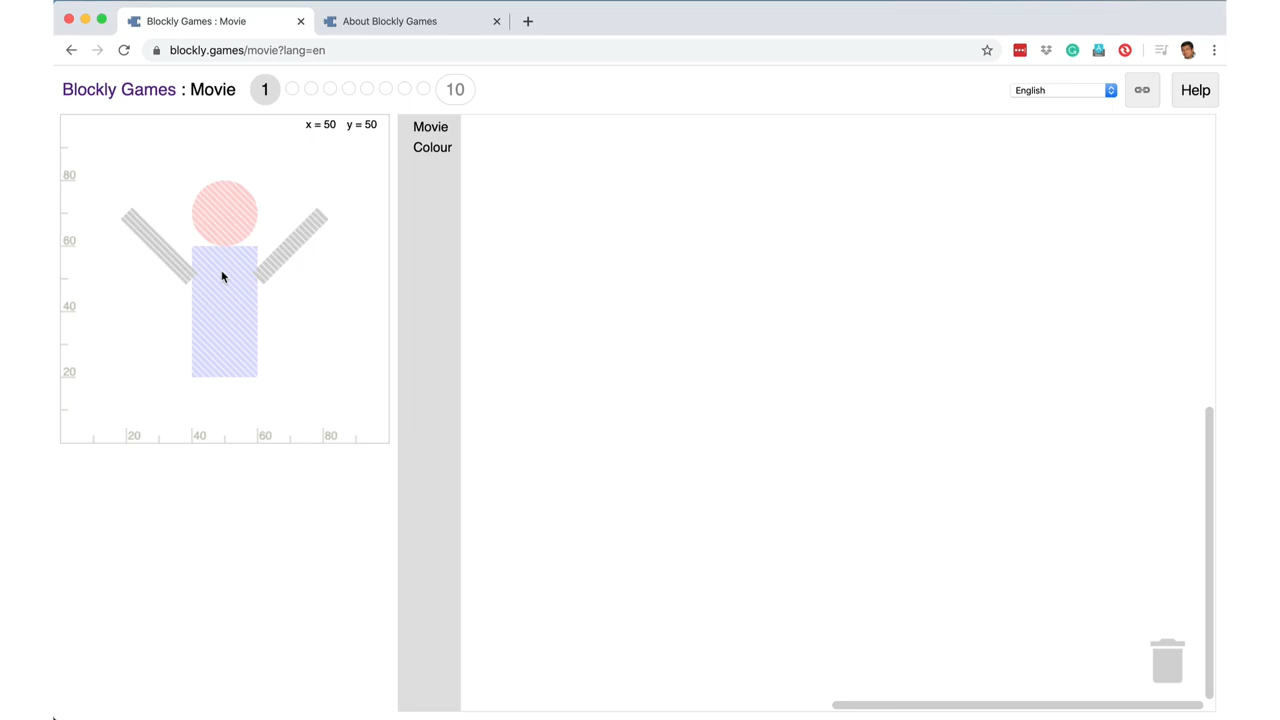 Blockly Games : Movie
About Blockly Games
blockly.games/movie?lang=en
Blockly Games : Movie 1 10
English
Help
x = 50 y = 50
80
60
40
20
20 40 60 80
Movie
Colour